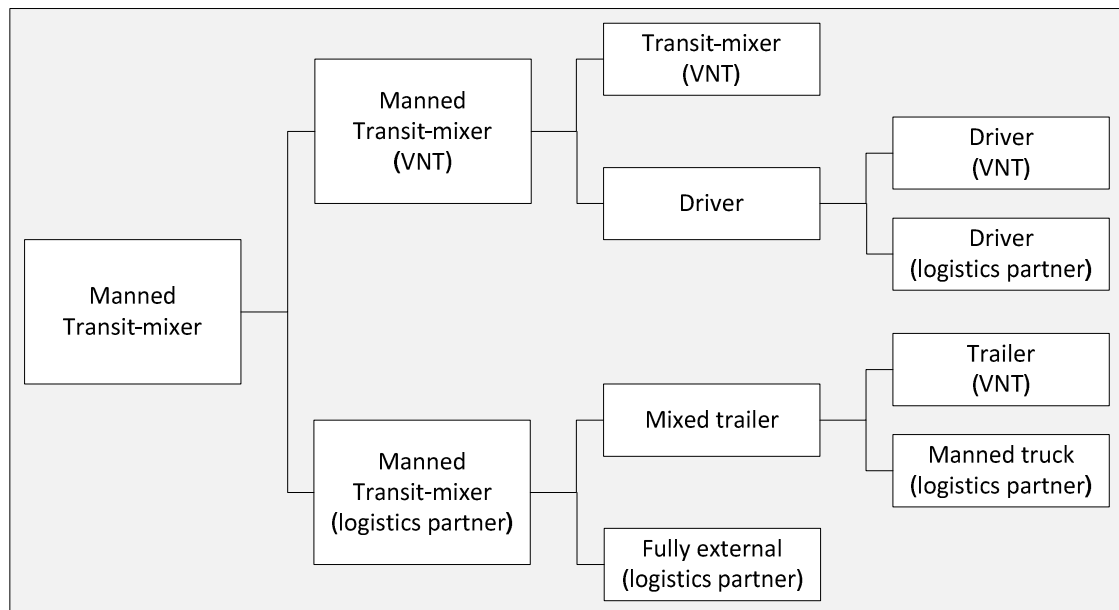 Manned
Transit-mixer
Manned
Transit-mixer
(VNT)
Transit-mixer
(VNT)
Driver
Driver
(VNT)
Driver
(logistics partner)
Manned
Transit-mixer
(logistics partner)
Mixed trailer
Trailer
(VNT)
Manned truck
(logistics partner)
Fully external
(logistics partner)